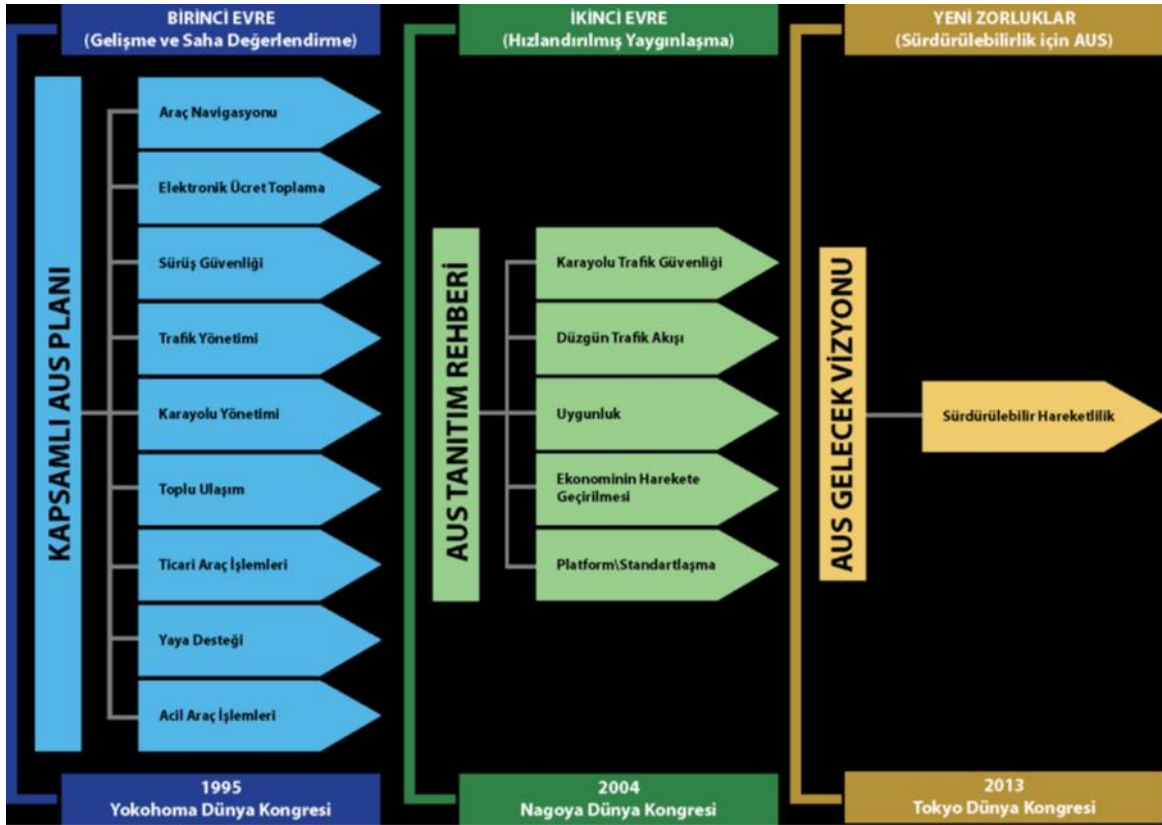 BİRİNCİ EVRE
(Gelişme ve Saha Değerlendirme)
KAPSAMLI AUS PLANI
Araç Navigasyonu
Elektronik Ücret Toplama
Sürüş Güvenliği
Trafik Yönetimi
Karayolu Yönetimi
Toplu Ulaşım
Ticari Araç İşlemleri
Yaya Desteği
Acil Araç İşlemleri
1995
Yokohoma Dünya Kongresi
İKİNCİ EVRE
(Hızlandırılmış Yaygınlaşma)
AUS TANITIM REHBERİ
Karayolu Trafik Güvenliği
Düzgün Trafik Akışı
Uygunluk
Ekonominin Harekete
Geçirilmesi
Platform\Standartlaşma
2004
Nagoya Dünya Kongresi
YENİ ZORLUKLAR
(Sürdürülebilirlik için AUS)
AUS GELECEK VİZYONU
Sürdürülebilir Hareketlilik
2013
Tokyo Dünya Kongresi